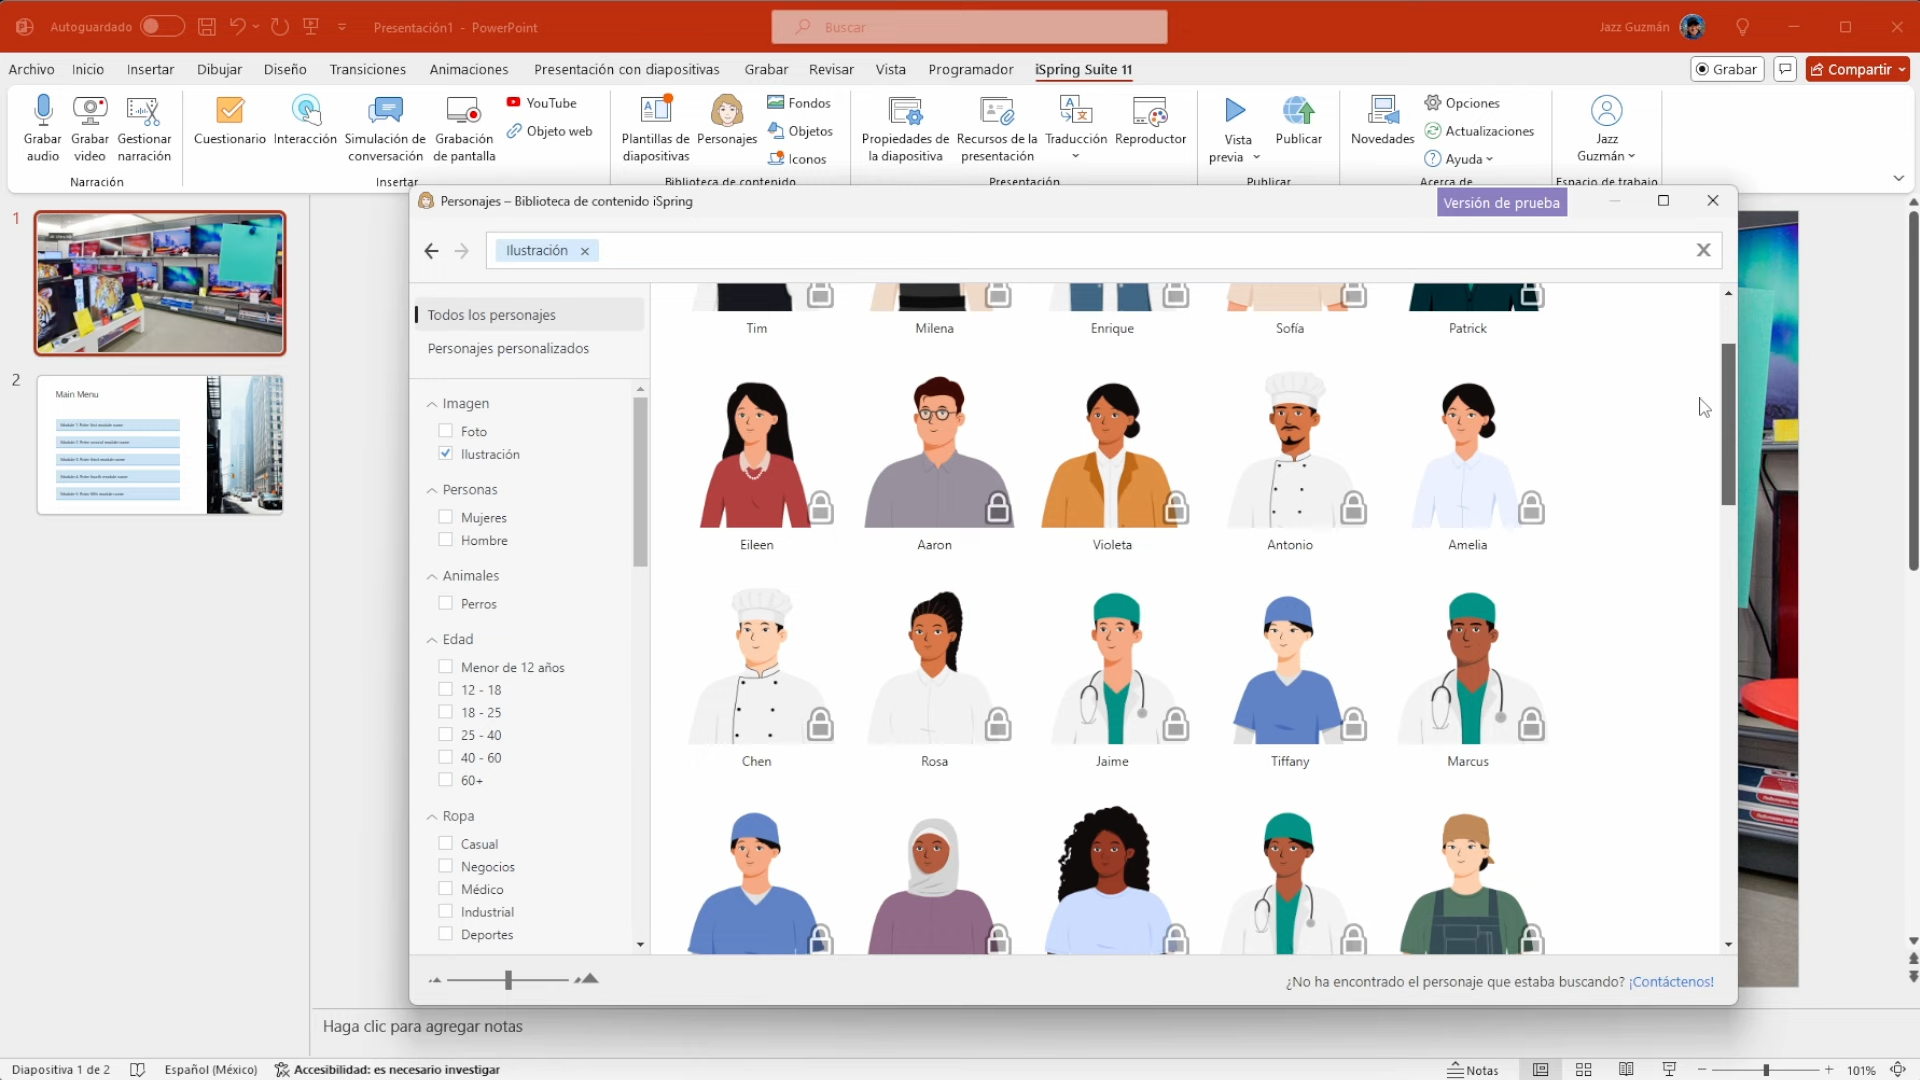 Autoguardado
Presentación1 - PowerPoint
Buscar
Jazz Guzmán
Archivo Inicio Insertar Dibujar Diseño Transiciones Animaciones Presentación con diapositivas Grabar Revisar Vista Programador iSpring Suite 11
Grabar
Compartir
Grabar audio
Grabar video
Gestionar narración
Narración
Cuestionario
Interacción
Simulación de conversación
Grabación de pantalla
YouTube
Objeto web
Insertar
Plantillas de diapositivas
Personajes
Fondos
Objetos
Iconos
Biblioteca de contenido
Propiedades de la diapositiva
Recursos de la presentación
Traducción
Reproductor
Presentación
Vista previa
Publicar
Publicar
Novedades
Opciones
Actualizaciones
Ayuda
Acerca de
Jazz Guzmán
Espacio de trabajo
1
2
Main Menu
Personajes – Biblioteca de contenido iSpring
Versión de prueba
Ilustración
Todos los personajes
Personajes personalizados
Imagen
Foto
Ilustración
Personas
Mujeres
Hombre
Animales
Perros
Edad
Menor de 12 años
12 - 18
18 - 25
25 - 40
40 - 60
60+
Ropa
Casual
Negocios
Médico
Industrial
Deportes
Tim Milena Enrique Sofía Patrick
Eileen Aaron Violeta Antonio Amelia
Chen Rosa Jaime Tiffany Marcus
¿No ha encontrado el personaje que estaba buscando? ¡Contáctenos!
Haga clic para agregar notas
Diapositiva 1 de 2
Español (México)
Accesibilidad: es necesario investigar
Notas
101%